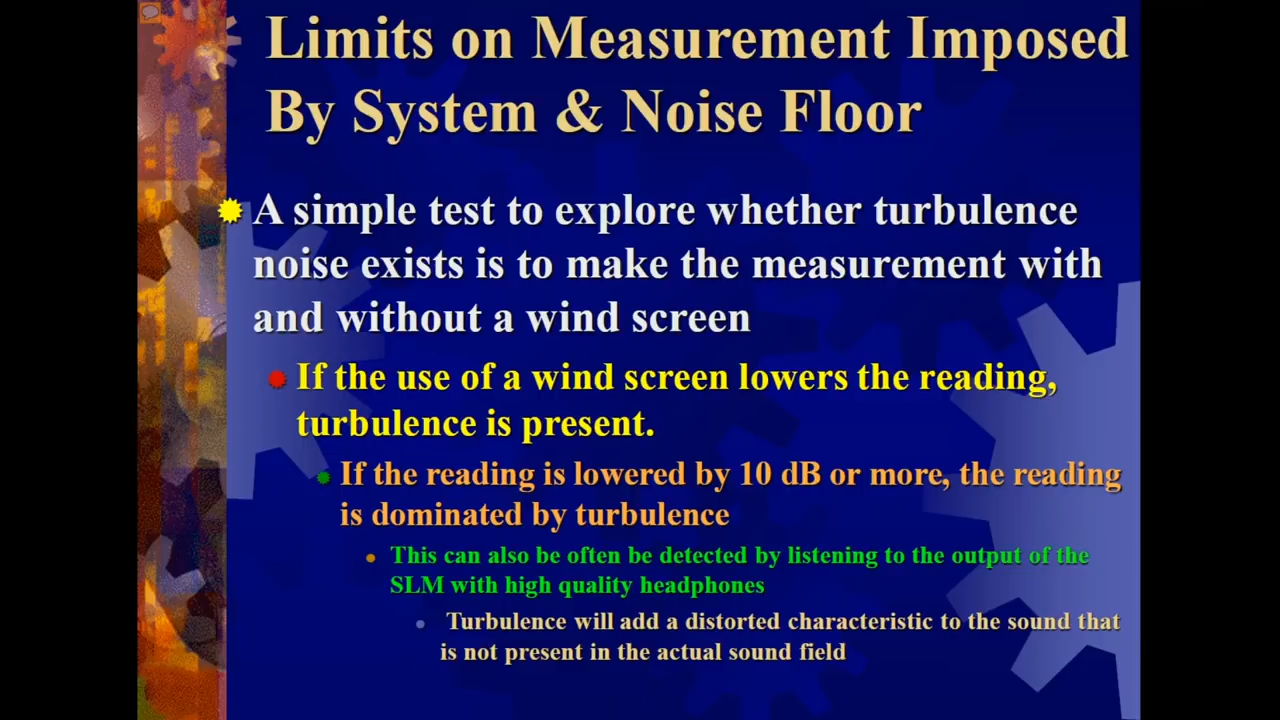 Limits on Measurement Imposed
By System & Noise Floor
A simple test to explore whether turbulence
noise exists is to make the measurement with
and without a wind screen
If the use of a wind screen lowers the reading,
turbulence is present.
If the reading is lowered by 10 dB or more, the reading
is dominated by turbulence
This can also be often be detected by listening to the output of the
SLM with high quality headphones
Turbulence will add a distorted characteristic to the sound that
is not present in the actual sound field